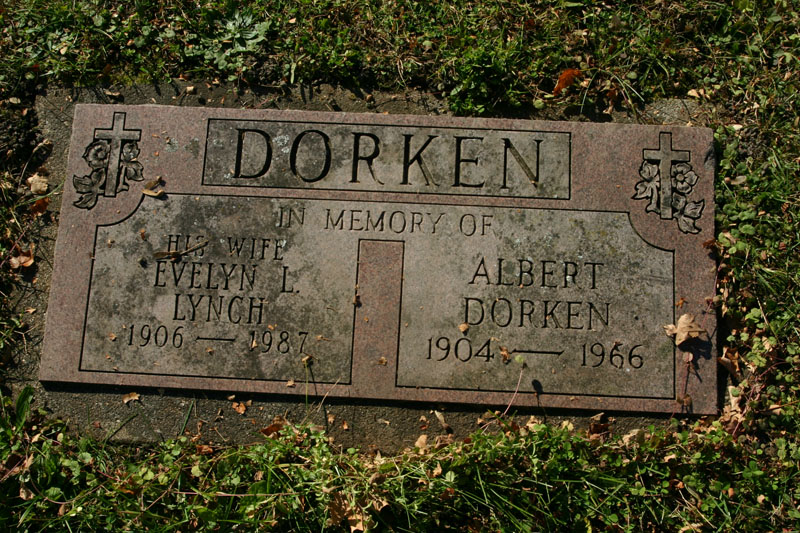 DORKEN
IN MEMORY OF
HIS WIFE
EVELYN L.
LYNCH
1906 — 1987
ALBERT
DORKEN
1904 — 1966